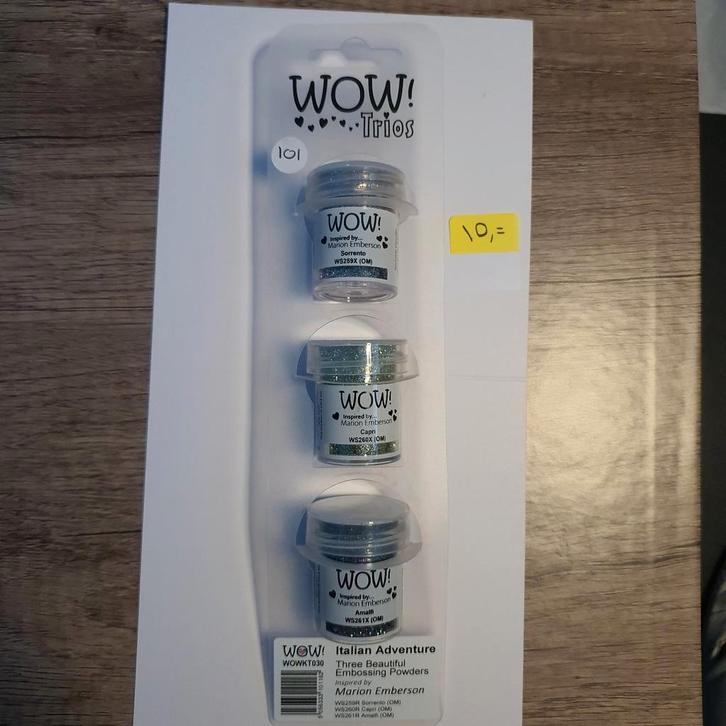 WOW!
Trios
101
10,=
WOW!
Inspired by...
Marion Emberson
Sorrento
WS259X (OM)
WOW!
Inspired by...
Marion Emberson
Capri
WS260X (OM)
WOW!
Inspired by...
Marion Emberson
Amalfi
WS261X (OM)
WOW!
WOWKT030
Italian Adventure
Three Beautiful
Embossing Powders
Inspired by
Marion Emberson
WS259R Sorrento (OM)
WS260R Capri (OM)
WS261R Amalfi (OM)